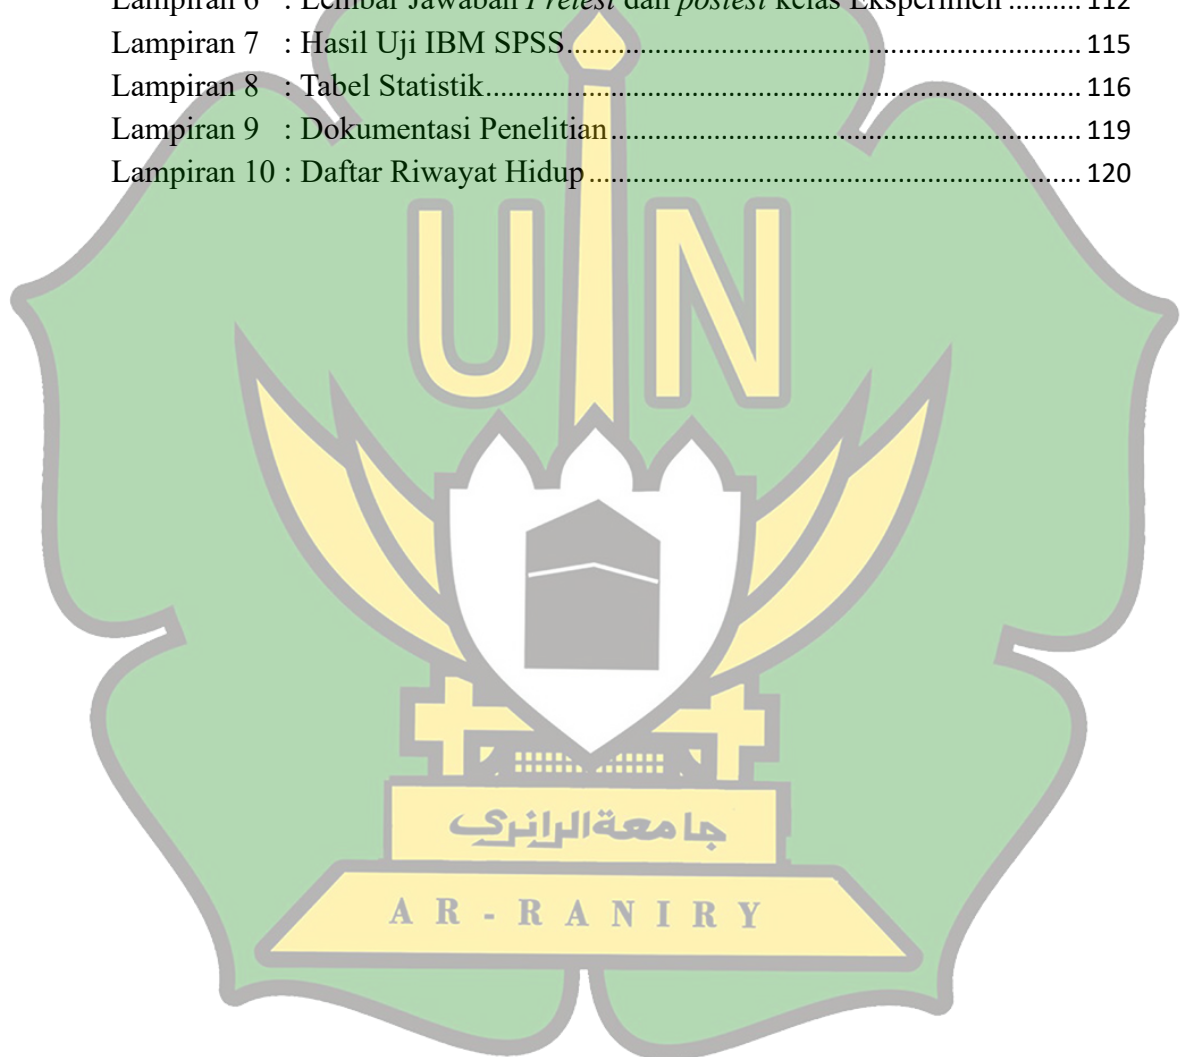 Lampiran 6 : Lembar Jawaban Pretest dan postest kelas Eksperimen ......... 112
Lampiran 7 : Hasil Uji IBM SPSS.................................................................. 115
Lampiran 8 : Tabel Statistik............................................................................. 116
Lampiran 9 : Dokumentasi Penelitian............................................................ 119
Lampiran 10 : Daftar Riwayat Hidup............................................................... 120
UIN
جامعةالرانري
AR-RANIRY